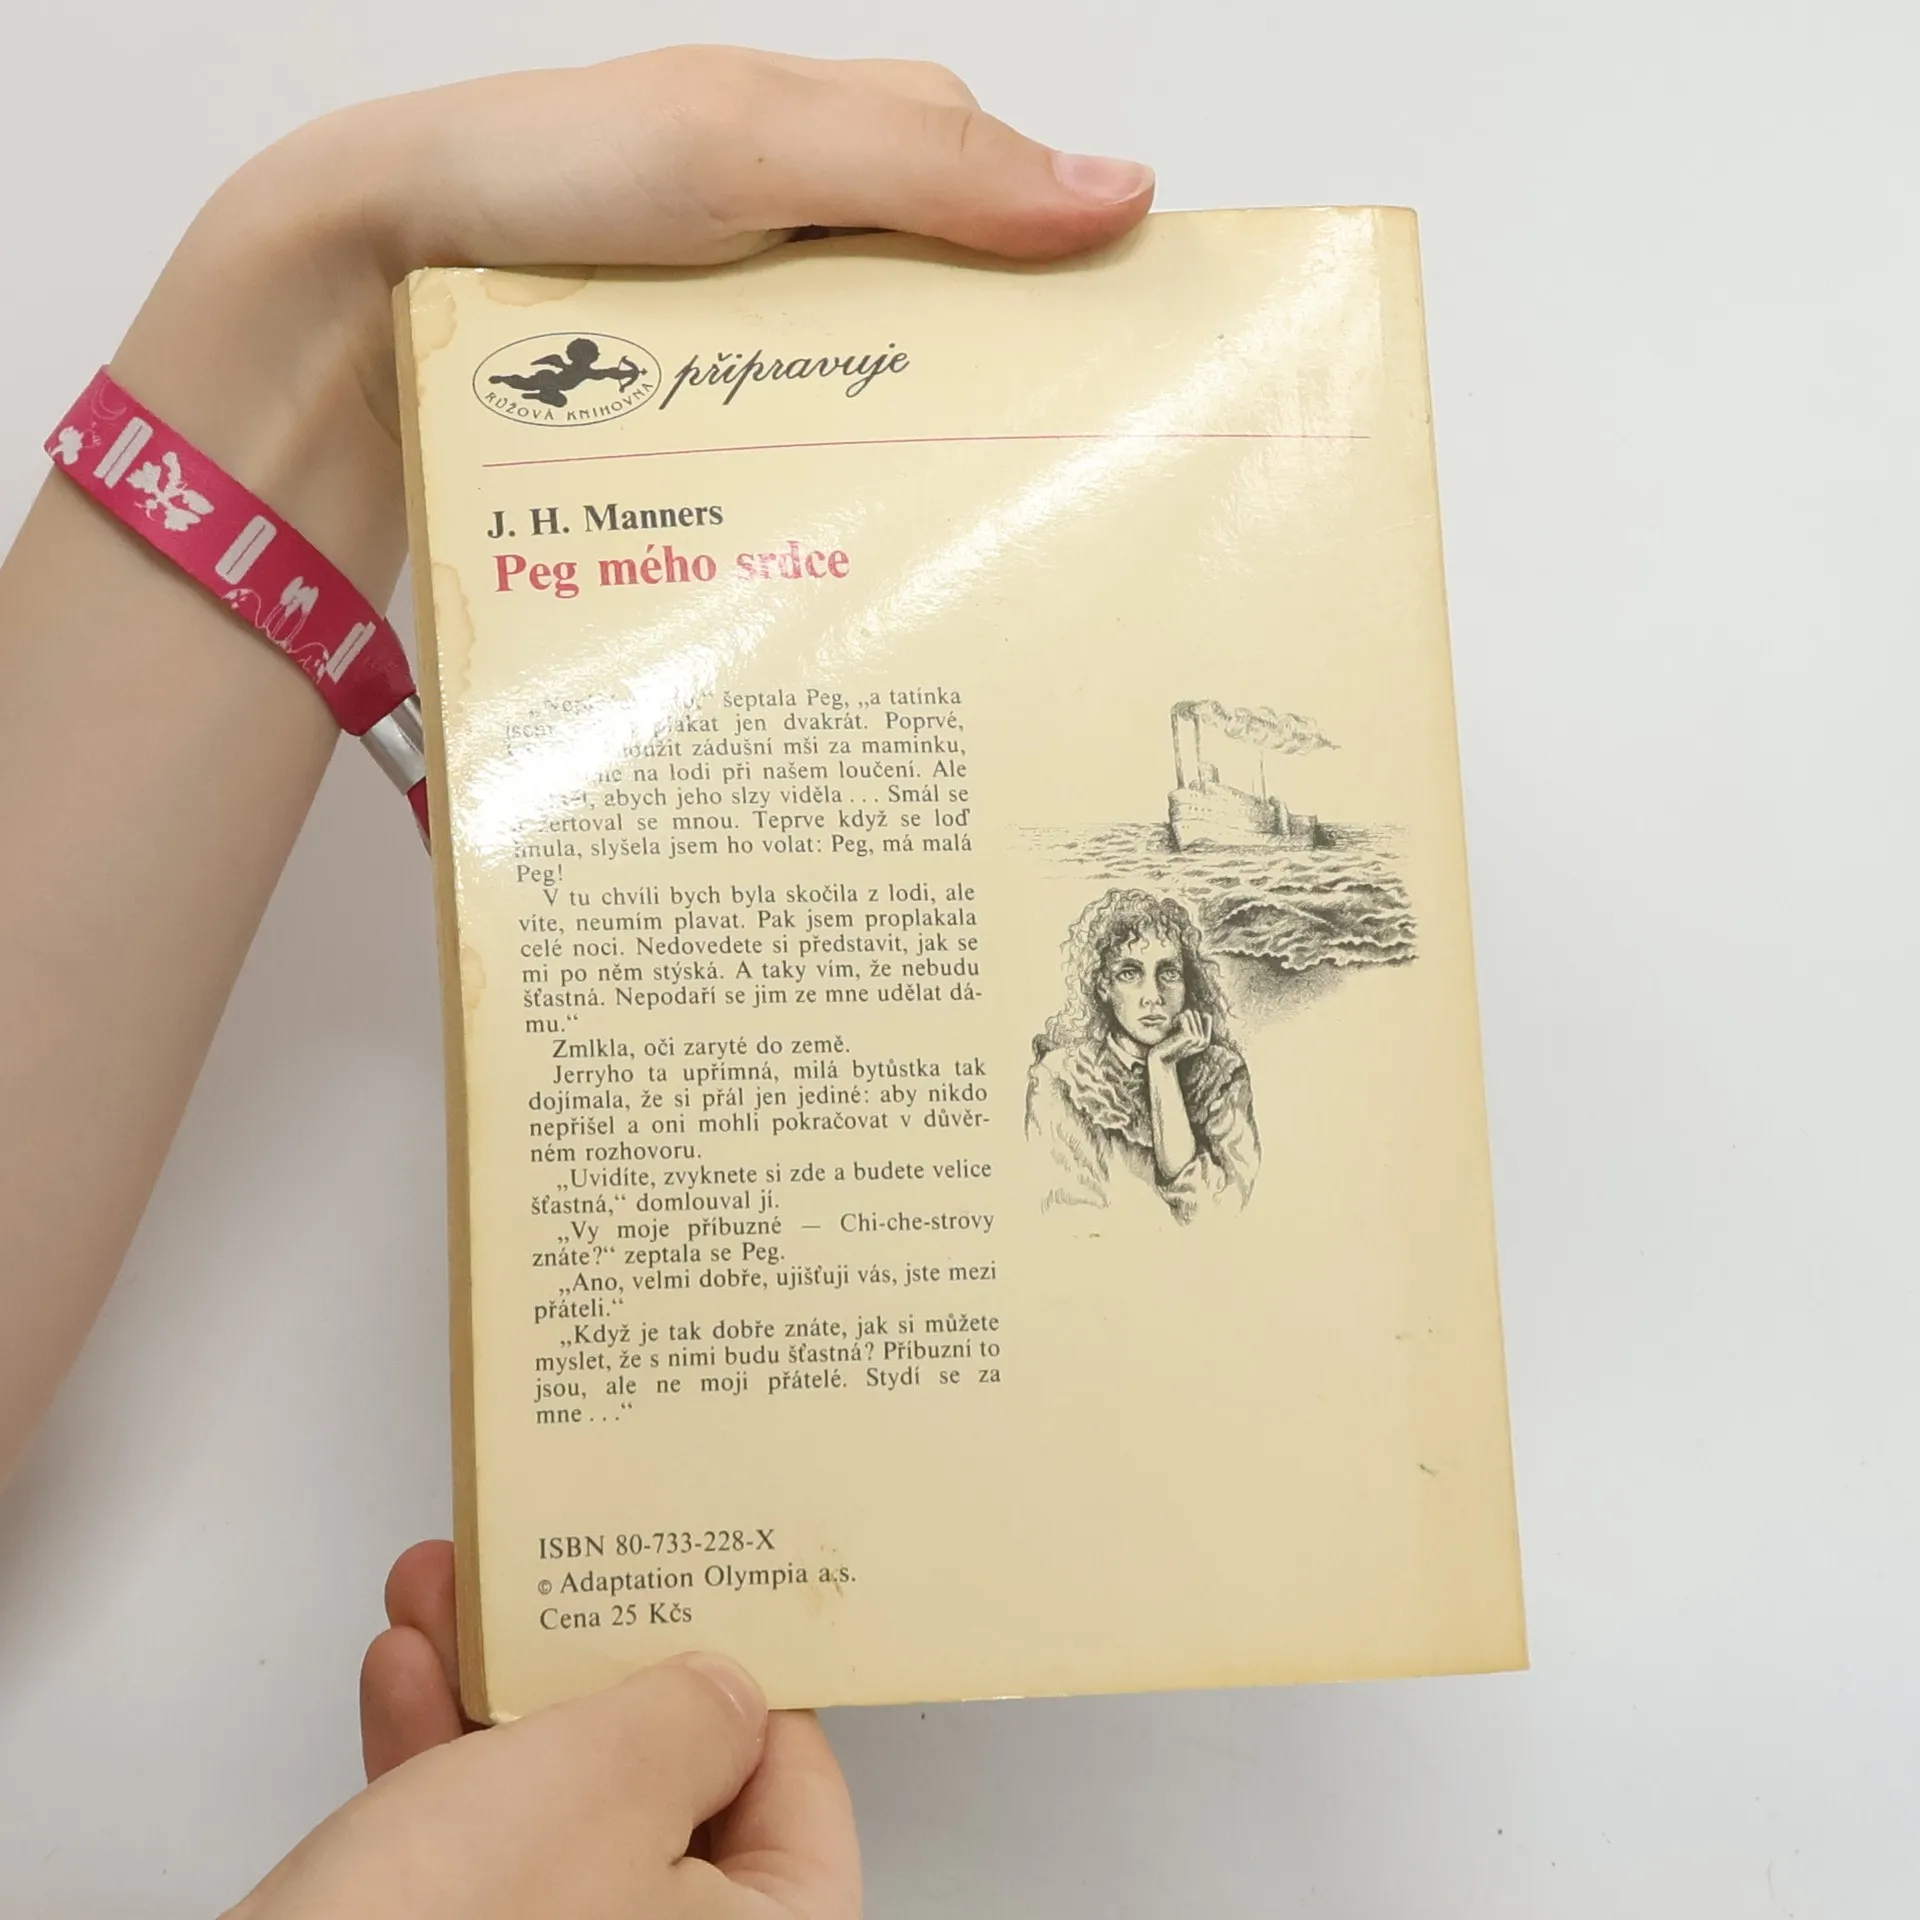 RŮŽOVÁ KNIHOVNA
připravuje
J. H. Manners
Peg mého srdce
šeptala Peg, „a tatínka
plakat jen dvakrát. Poprvé,
zádušní mši za maminku,
na lodi při našem loučení. Ale
abych jeho slzy viděla . . . Smál se
žertoval se mnou. Teprve když se loď
hnula, slyšela jsem ho volat: Peg, má malá
Peg!
V tu chvíli bych byla skočila z lodi, ale
víte, neumím plavat. Pak jsem proplakala
celé noci. Nedovedete si představit, jak se
mi po něm stýská. A taky vím, že nebudu
šťastná. Nepodaří se jim ze mne udělat dá-
mu.“
Zmlkla, oči zaryté do země.
Jerryho ta upřímná, milá bytůstka tak
dojímala, že si přál jen jediné: aby nikdo
nepřišel a oni mohli pokračovat v důvěr-
ném rozhovoru.
„Uvidíte, zvyknete si zde a budete velice
šťastná,“ domlouval jí.
„Vy moje příbuzné — Chi-che-strovy
znáte?“ zeptala se Peg.
„Ano, velmi dobře, ujišťuji vás, jste mezi
přáteli.“
„Když je tak dobře znáte, jak si můžete
myslet, že s nimi budu šťastná? Příbuzní to
jsou, ale ne moji přátelé. Stydí se za
mne . . .“
ISBN 80-733-228-X
© Adaptation Olympia a.s.
Cena 25 Kčs